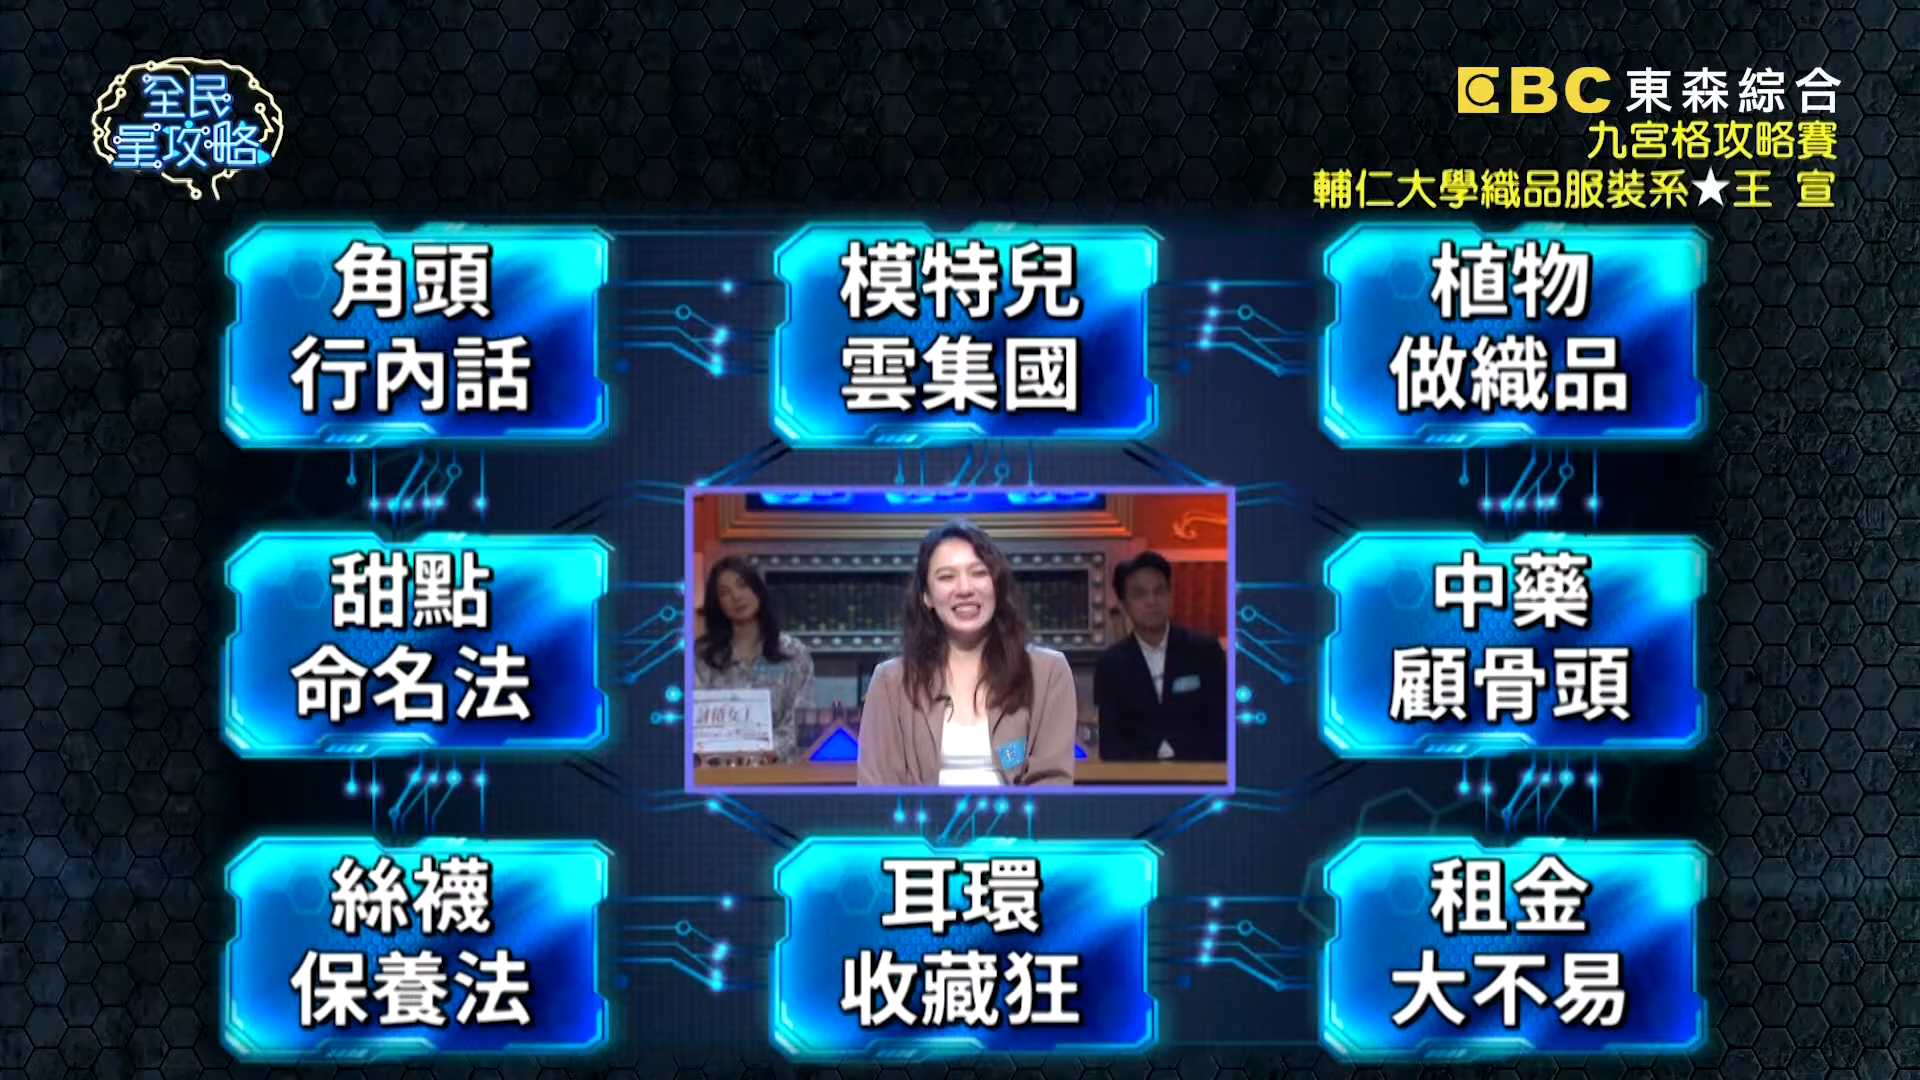 全民
星攻略
EBC 東森綜合
九宮格攻略賽
輔仁大學織品服裝系★王 宣
角頭
行內話
模特兒
雲集國
植物
做織品
甜點
命名法
中藥
顧骨頭
絲襪
保養法
耳環
收藏狂
租金
大不易